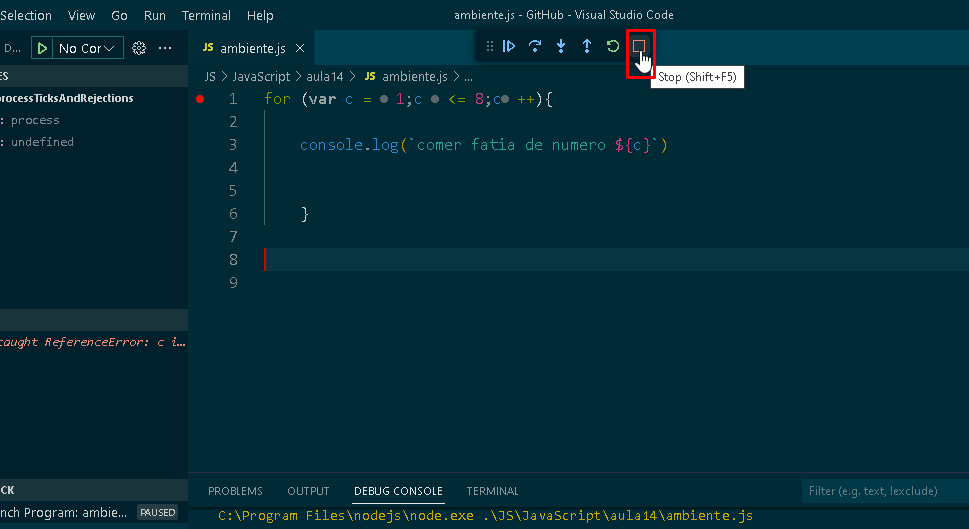 Selection View Go Run Terminal Help ambiente.js - GitHub - Visual Studio Code
D... No Cor ... JS ambiente.js
Stop (Shift+F5)
ES
JS > JavaScript > aula14 > JS ambiente.js > ...
rocessTicksAndRejections
: process
: undefined
1 for (var c = 1;c <= 8;c ++){
2
3 console.log(`comer fatia de numero ${c}`)
4
5
6 }
7
8
9
caught ReferenceError: c i...
CK
nch Program: ambie... PAUSED
PROBLEMS OUTPUT DEBUG CONSOLE TERMINAL Filter (e.g. text, !exclude)
C:\Program Files\nodejs\node.exe .\JS\JavaScript\aula14\ambiente.js